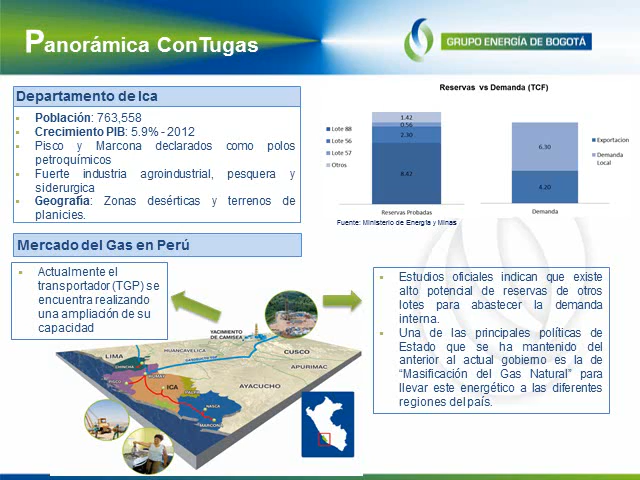 Panorámica ConTugas
GRUPO ENERGÍA DE BOGOTÁ
Departamento de Ica
Población: 763,558
Crecimiento PIB: 5.9% - 2012
Pisco y Marcona declarados como polos
petroquímicos
Fuerte industria agroindustrial, pesquera y
siderurgica
Geografía: Zonas desérticas y terrenos de
planicies.
Reservas vs Demanda (TCF)
Lote 88
Lote 56
Lote 57
Otros
1.42
0.56
2.30
8.42
Reservas Probadas
6.30
4.20
Demanda
Exportacion
Demanda
Local
Fuente: Ministerio de Energía y Minas
Mercado del Gas en Perú
Actualmente el
transportador (TGP) se
encuentra realizando
una ampliación de su
capacidad
Estudios oficiales indican que existe
alto potencial de reservas de otros
lotes para abastecer la demanda
interna.
Una de las principales políticas de
Estado que se ha mantenido del
anterior al actual gobierno es la de
“Masificación del Gas Natural” para
llevar este energético a las diferentes
regiones del país.
YACIMIENTO
DE CAMISEA
LIMA
HUANCAVELICA
CUSCO
APURIMAC
CHINCHA
HUMAY
PISCO
ICA
AYACUCHO
NASCA
MARCONA